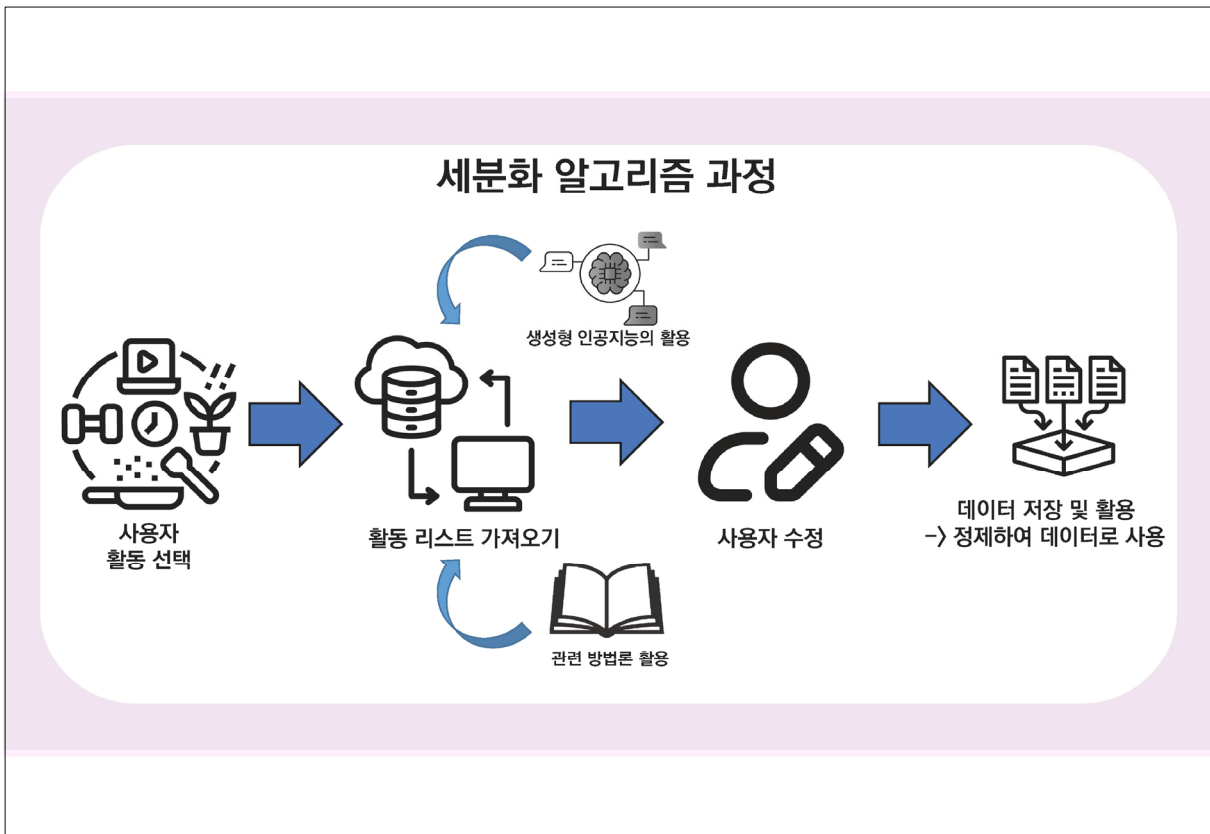 세분화 알고리즘 과정
생성형 인공지능의 활용
사용자
활동 선택
활동 리스트 가져오기
사용자 수정
데이터 저장 및 활용
-> 정제하여 데이터로 사용
관련 방법론 활용